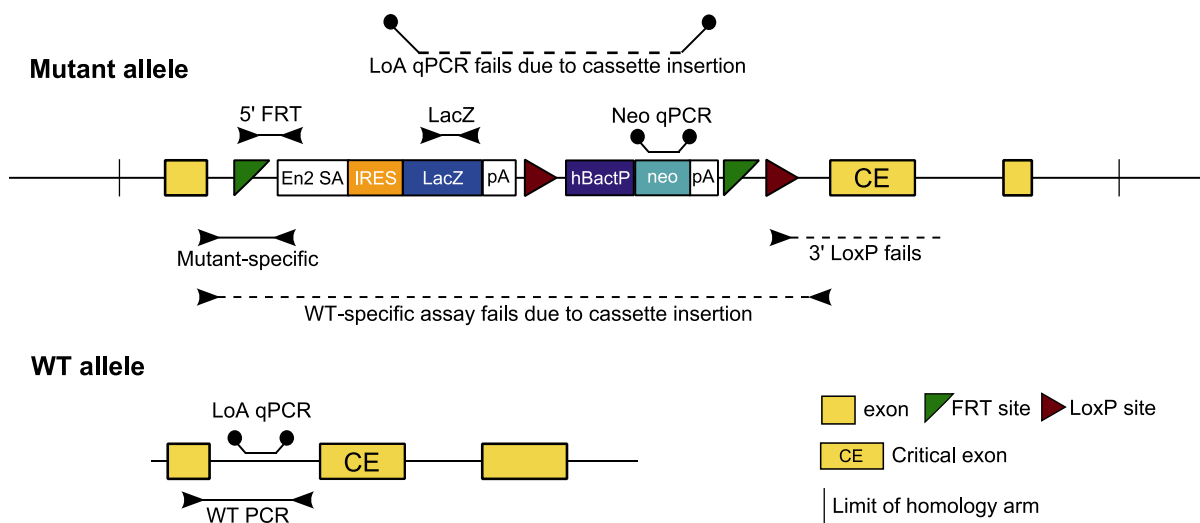 LoA qPCR fails due to cassette insertion
Mutant allele
5' FRT
LacZ
Neo qPCR
En2 SA
IRES
LacZ
pA
hBactP
neo
pA
CE
Mutant-specific
3' LoxP fails
WT-specific assay fails due to cassette insertion
WT allele
LoA qPCR
CE
WT PCR
exon
FRT site
LoxP site
CE
Critical exon
Limit of homology arm